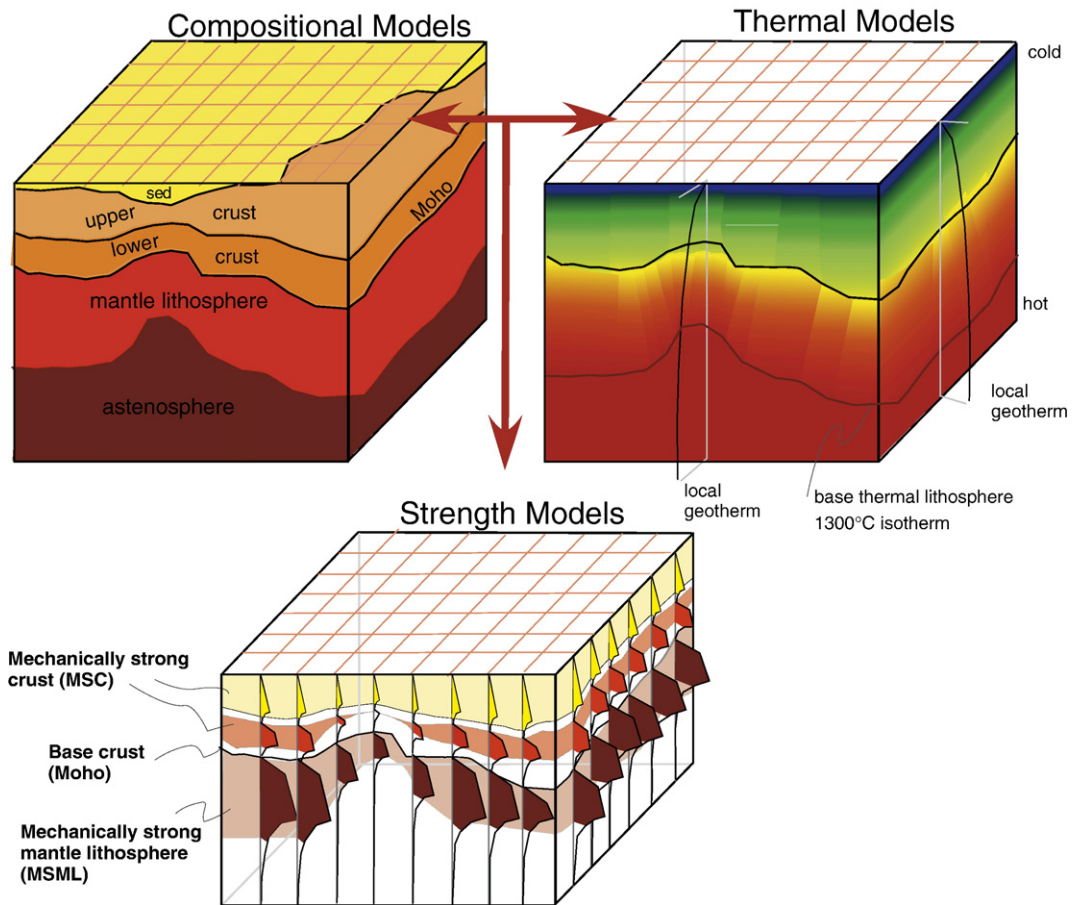 Compositional Models
Thermal Models
cold
sed
upper
crust
lower
crust
Moho
mantle lithosphere
astenosphere
hot
local
geotherm
local
geotherm
base thermal lithosphere
1300°C isotherm
Strength Models
Mechanically strong
crust (MSC)
Base crust
(Moho)
Mechanically strong
mantle lithosphere
(MSML)